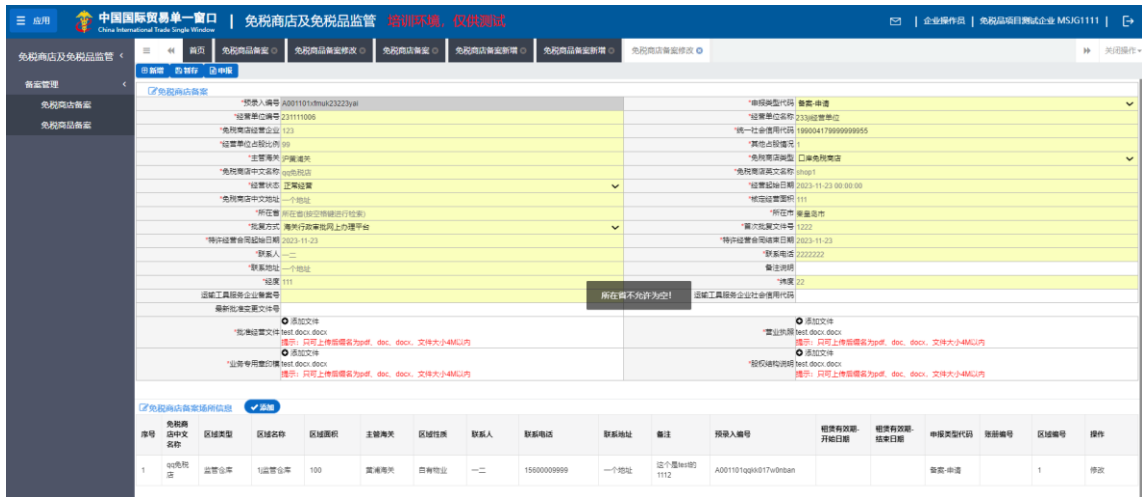 应用 中国国际贸易单一窗口 | 免税商店及免税品监管 培训环境，仅供测试 企业操作员 | 免税品项目测试企业 MSJG1111 |
China International Trade Single Window
免税商店及免税品监管
首页 免税商品备案 免税商品备案修改 免税商店备案 免税商店备案新增 免税商品备案新增 免税商店备案修改 关闭操作
备案管理
免税商店备案
免税商品备案
新增 暂存 申报
免税商店备案
*预录入编号 *申报类型代码 备案-申请
*经营单位编号 231111006 *经营单位名称 233j经营单位
*免税商店经营企业 123 *统一社会信用代码 199004179999999955
*经营单位占股比例 99 *其他占股情况 1
*主管海关 沪黄浦关 *免税商店类型 口岸免税商店
*免税商店中文名称 qq免税店 *免税商店英文名称 shop1
*经营状态 正常经营 *经营起始日期 2023-11-23 00:00:00
*免税商店中文地址 一个地址 *核定经营面积 111
*所在省 所在省(按空格键进行检索) *所在市 秦皇岛市
*批复方式 海关行政审批网上办理平台 *首次批复文件号 1222
*特许经营合同起始日期 2023-11-23 *特许经营合同结束日期 2023-11-23
*联系人 一二 *联系电话 2222222
*联系地址 一个地址 备注说明
*经度 111 *纬度 22
运输工具服务企业备案号 所在省不允许为空! 运输工具服务企业社会信用代码
最新批准变更文件号
添加文件 添加文件
*批准经营文件 test.docx.docx *营业执照 test.docx.docx
提示：只可上传后缀名为pdf、doc、docx，文件大小4M以内 提示：只可上传后缀名为pdf、doc、docx，文件大小4M以内
添加文件 添加文件
*业务专用章印模 test.docx.docx *股权结构说明 test.docx.docx
提示：只可上传后缀名为pdf、doc、docx，文件大小4M以内 提示：只可上传后缀名为pdf、doc、docx，文件大小4M以内
免税商店备案场所信息 添加
序号 免税商店中文名称 区域类型 区域名称 区域面积 主管海关 区域性质 联系人 联系电话 联系地址 备注 预录入编号 租赁有效期-开始日期 租赁有效期-结束日期 申报类型代码 账册编号 区域编号 操作
1 qq免税店 监管仓库 1j监管仓库 100 黄浦海关 自有物业 一二 15600009999 一个地址 这个是test的1112 备案-申请 1 修改